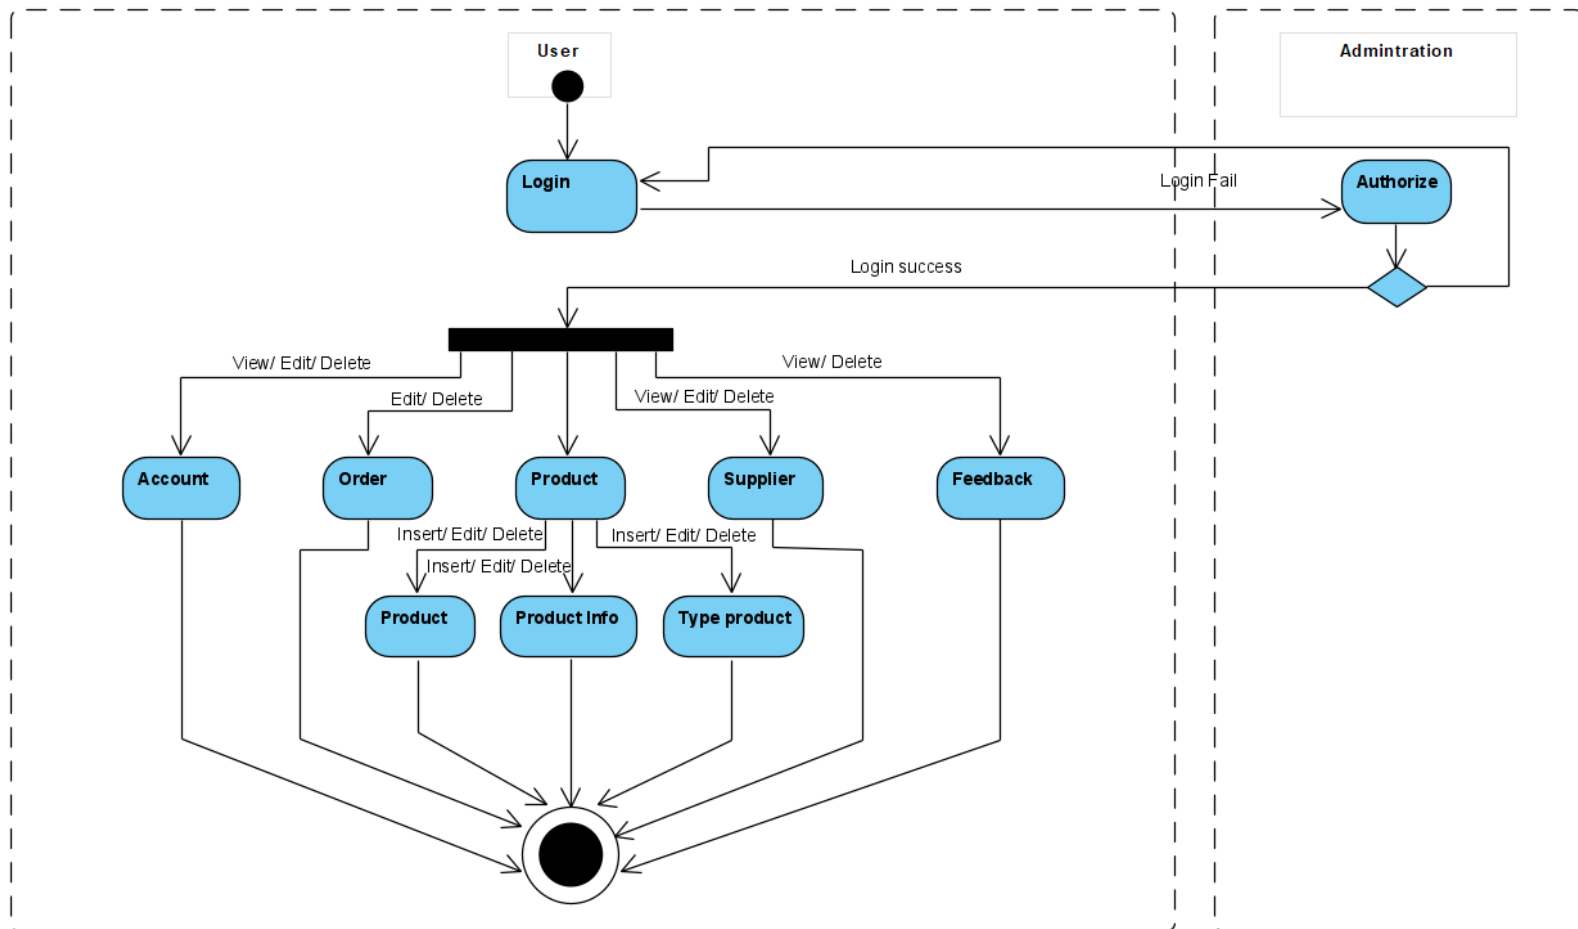 User
Admintration
Login
Login Fail
Authorize
Login success
View/ Edit/ Delete
View/ Delete
Edit/ Delete
View/ Edit/ Delete
Account
Order
Product
Supplier
Feedback
Insert/ Edit/ Delete
Insert/ Edit/ Delete
Insert/ Edit/ Delete
Product
Product Info
Type product